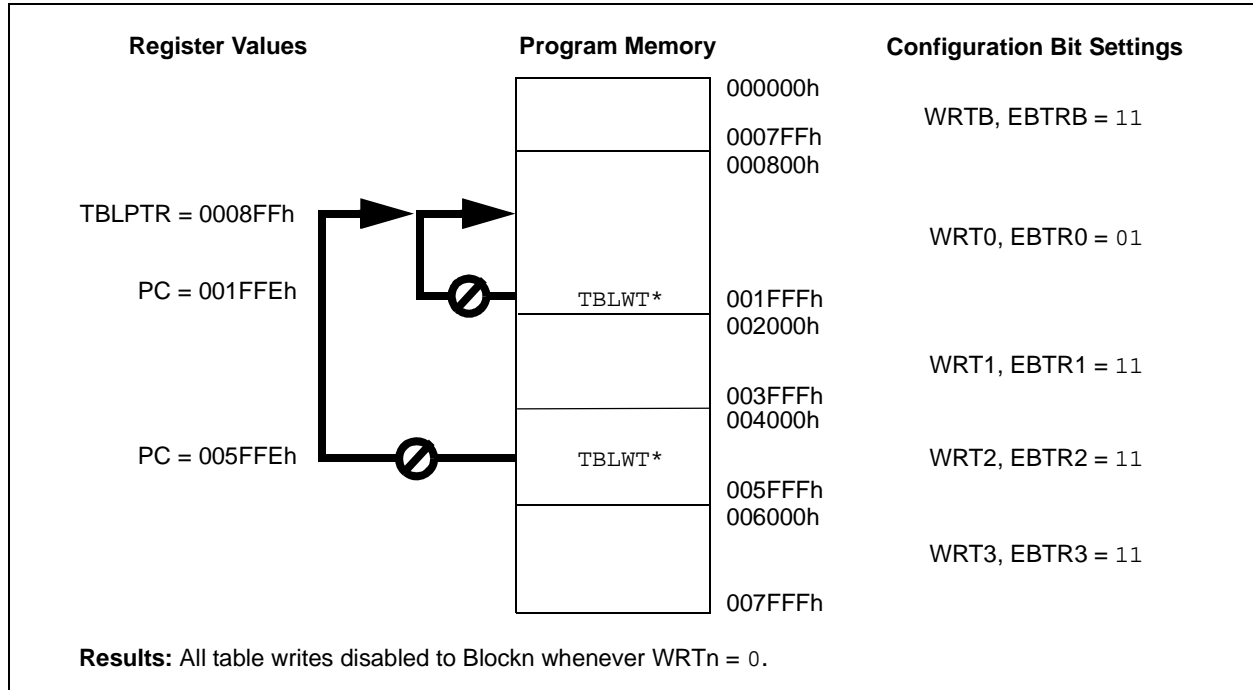 Register Values Program Memory Configuration Bit Settings
000000h
WRTB, EBTRB = 11
0007FFh
000800h
TBLPTR = 0008FFh
WRT0, EBTR0 = 01
PC = 001FFEh
TBLWT* 001FFFh
002000h
WRT1, EBTR1 = 11
003FFFh
004000h
PC = 005FFEh TBLWT* WRT2, EBTR2 = 11
005FFFh
006000h
WRT3, EBTR3 = 11
007FFFh
Results: All table writes disabled to Blockn whenever WRTn = 0.